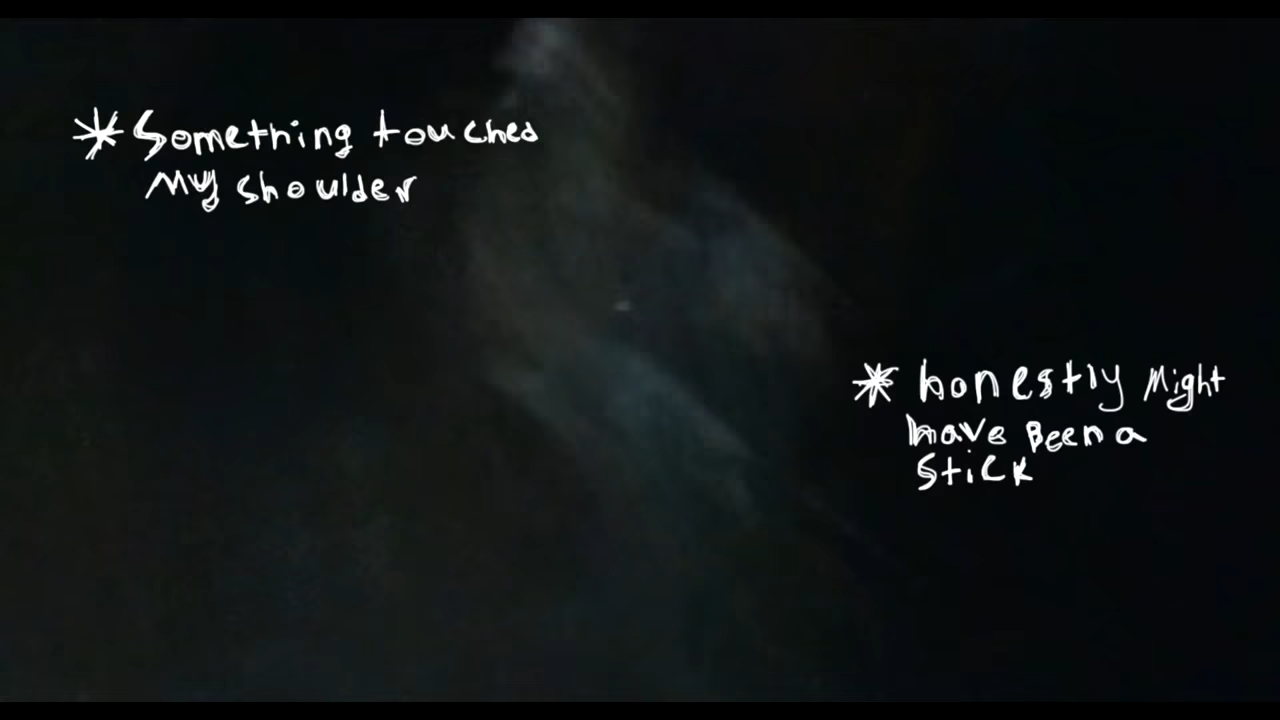 * Something touched
My shoulder
* honestly Might
have Been a
Stick